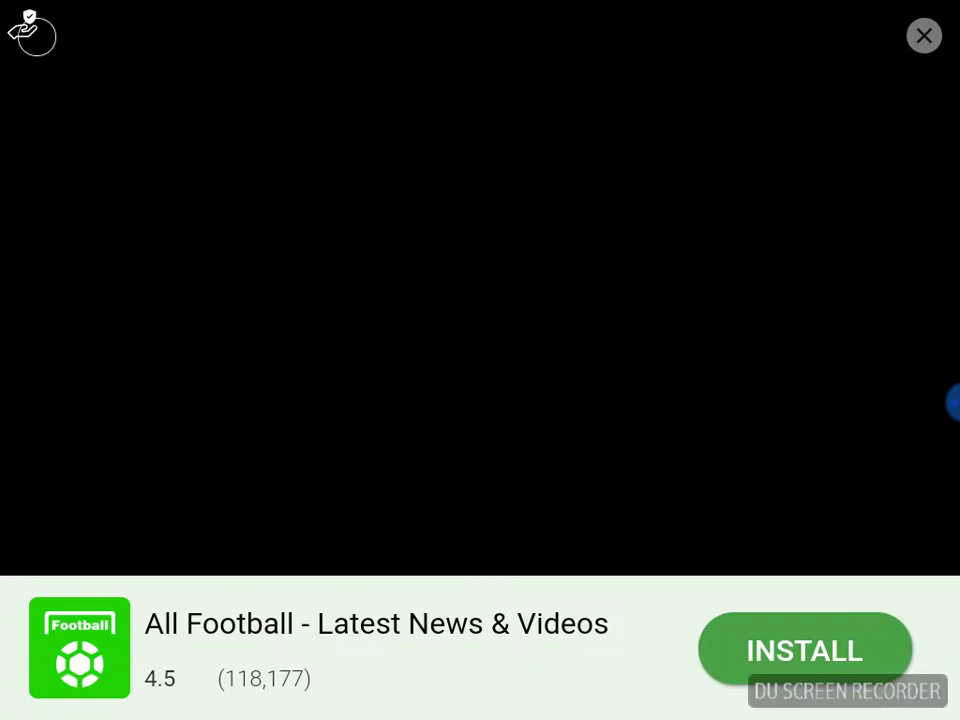 Football
All Football - Latest News & Videos
4.5 (118,177)
INSTALL
DU SCREEN RECORDER